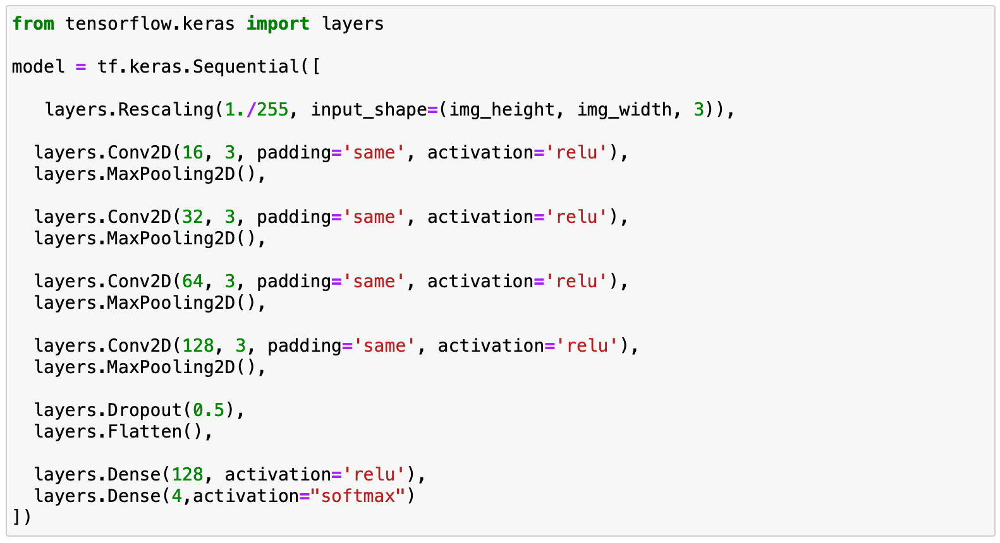 from tensorflow.keras import layers
model = tf.keras.Sequential([
layers.Rescaling(1./255, input_shape=(img_height, img_width, 3)),
layers.Conv2D(16, 3, padding='same', activation='relu'),
layers.MaxPooling2D(),
layers.Conv2D(32, 3, padding='same', activation='relu'),
layers.MaxPooling2D(),
layers.Conv2D(64, 3, padding='same', activation='relu'),
layers.MaxPooling2D(),
layers.Conv2D(128, 3, padding='same', activation='relu'),
layers.MaxPooling2D(),
layers.Dropout(0.5),
layers.Flatten(),
layers.Dense(128, activation='relu'),
layers.Dense(4,activation="softmax")
])